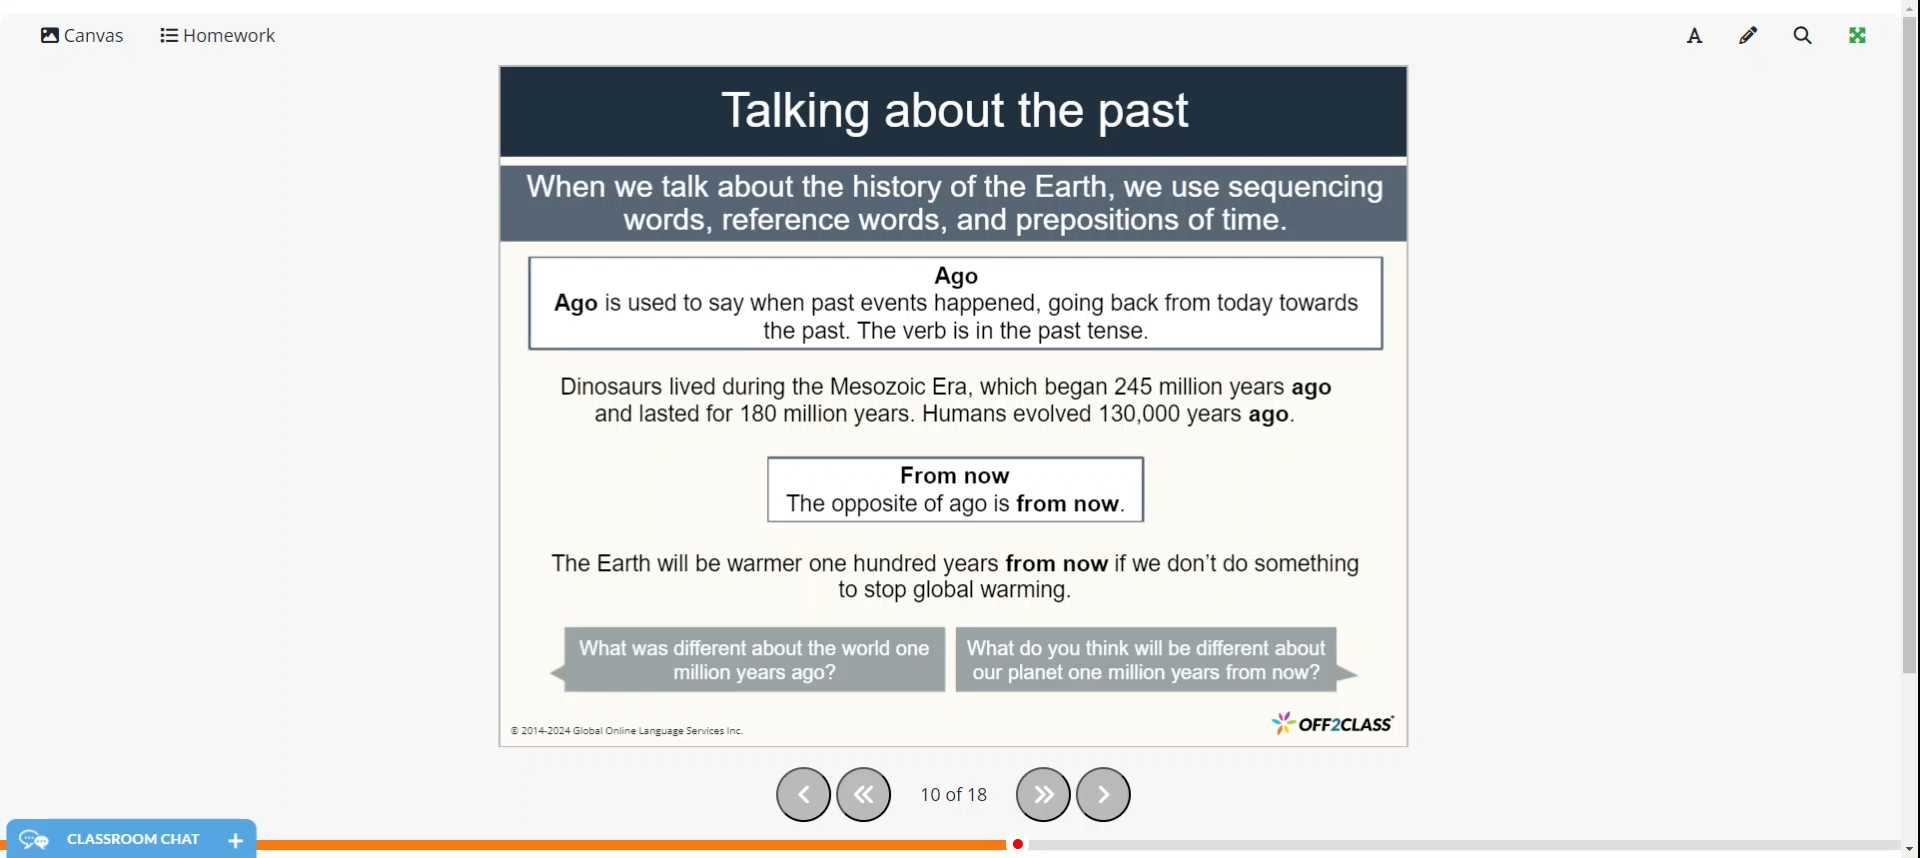 Canvas
Homework
A
Talking about the past
When we talk about the history of the Earth, we use sequencing
words, reference words, and prepositions of time.
Ago
Ago is used to say when past events happened, going back from today towards
the past. The verb is in the past tense.
Dinosaurs lived during the Mesozoic Era, which began 245 million years ago
and lasted for 180 million years. Humans evolved 130,000 years ago.
From now
The opposite of ago is from now.
The Earth will be warmer one hundred years from now if we don’t do something
to stop global warming.
What was different about the world one
million years ago?
What do you think will be different about
our planet one million years from now?
© 2014-2024 Global Online Language Services Inc.
OFF2CLASS
10 of 18
CLASSROOM CHAT +